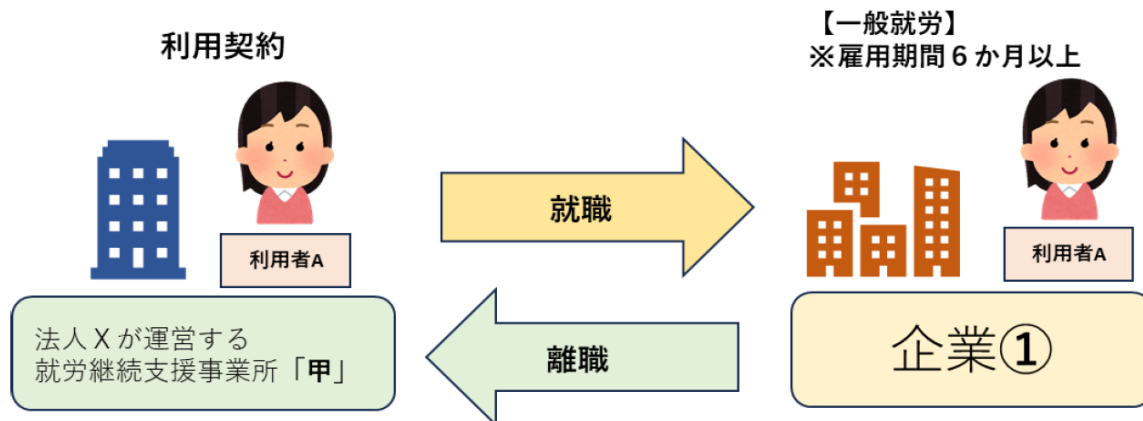 利用契約
【一般就労】
※雇用期間６か月以上
就職
利用者A
利用者A
法人Ｘが運営する
就労継続支援事業所「甲」
離職
企業①